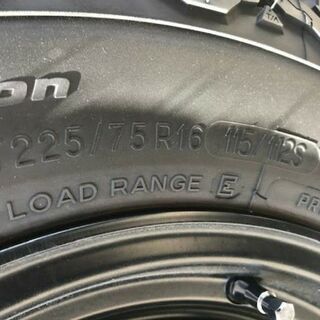 T/A
on
225/75R16 115/112S
LOAD RANGE E
PR